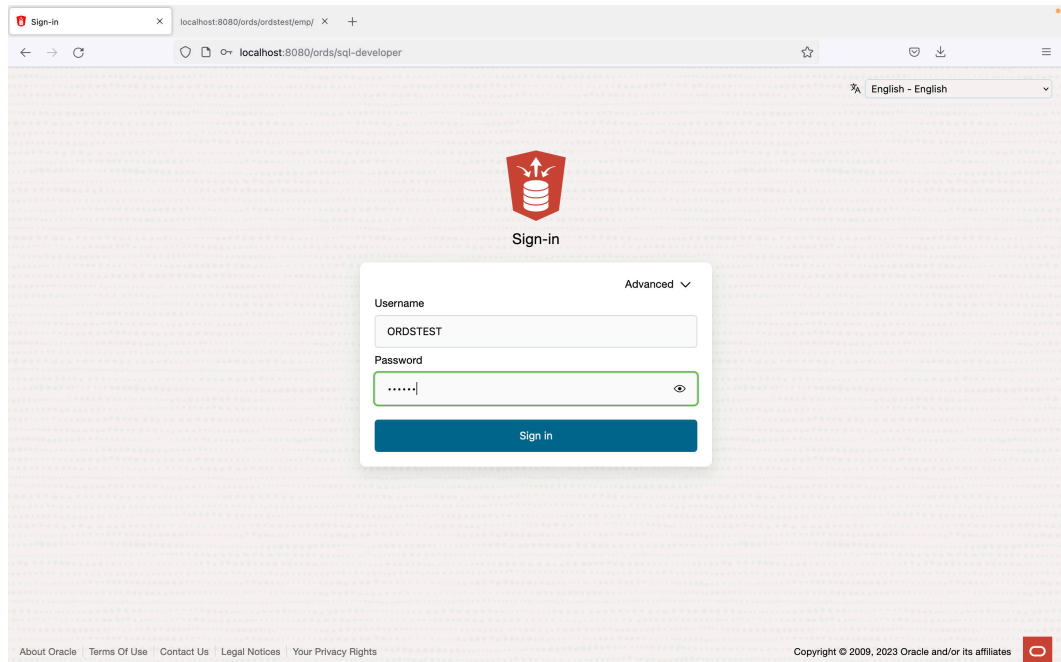 Sign-in
localhost:8080/ords/ordstest/emp/
localhost:8080/ords/sql-developer
English - English
Sign-in
Advanced
Username
ORDSTEST
Password
••••••
Sign in
About Oracle Terms Of Use Contact Us Legal Notices Your Privacy Rights
Copyright © 2009, 2023 Oracle and/or its affiliates